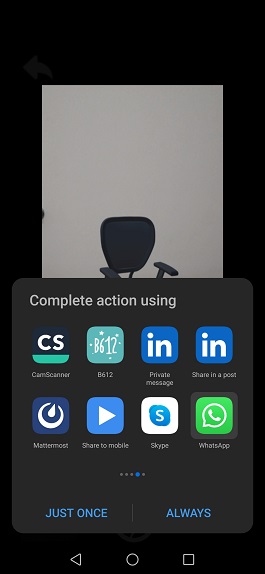 Complete action using
CS
B612
in
in
CamScanner
B612
Private
message
Share in a post
S
Mattermost
Share to mobile
Skype
WhatsApp
JUST ONCE
ALWAYS